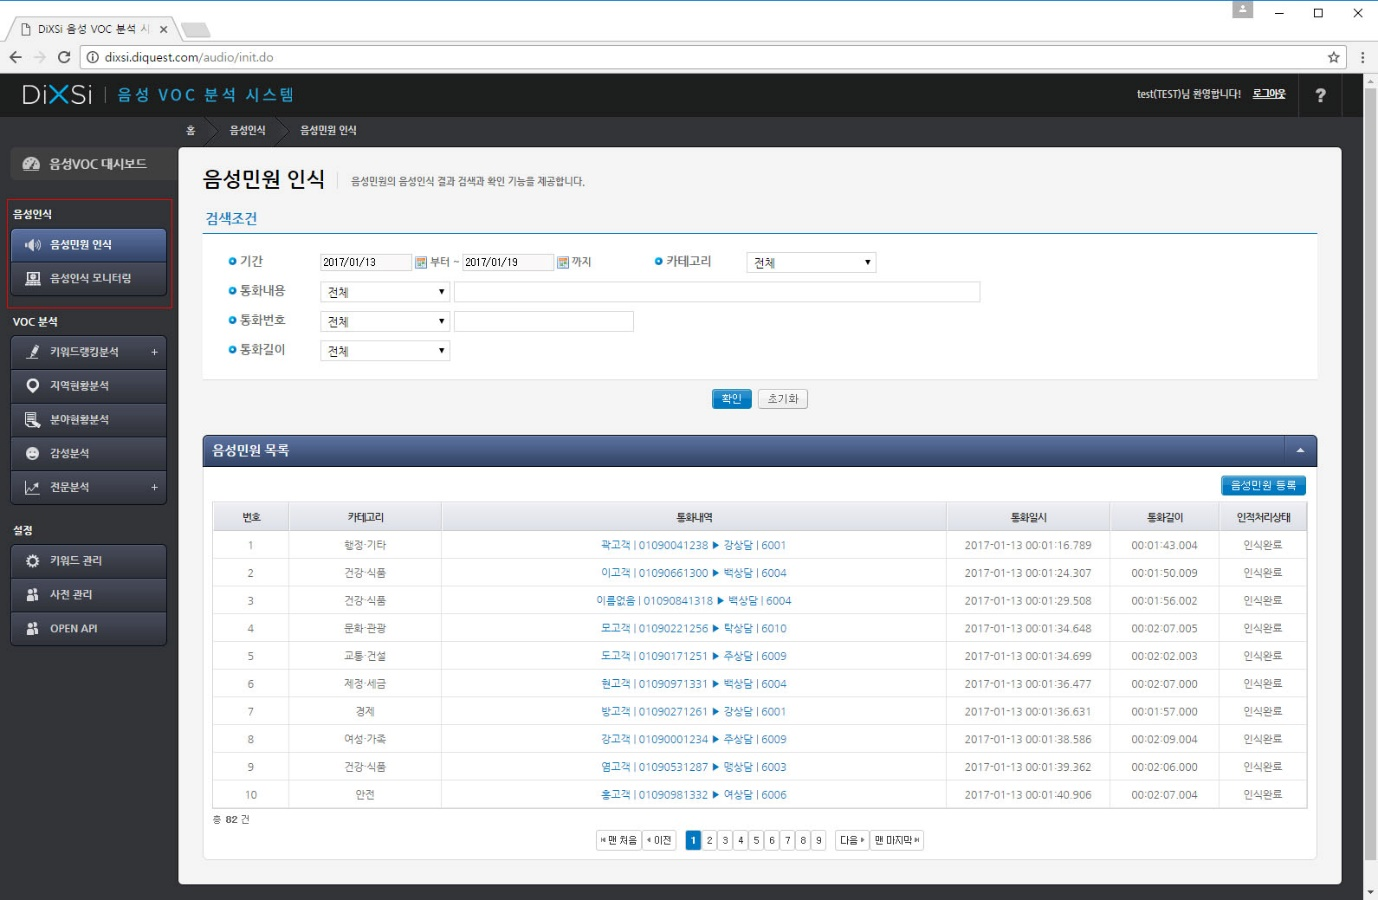 DiXSi 음성 VOC 분석 시
dixsi.diquest.com/audio/init.do
DiXSi | 음성 VOC 분석 시스템
test(TEST)님 환영합니다! 로그아웃 ?
홈 음성인식 음성민원 인식
음성VOC 대시보드
음성인식
음성민원 인식
음성인식 모니터링
VOC 분석
키워드랭킹분석 +
지역현황분석
분야현황분석
감성분석
전문분석 +
설정
키워드 관리
사전 관리
OPEN API
음성민원 인식 음성민원의 음성인식 결과 검색과 확인 기능을 제공합니다.
검색조건
기간 2017/01/13 부터 ~ 2017/01/19 까지 카테고리 전체
통화내용 전체
통화번호 전체
통화길이 전체
확인 초기화
음성민원 목록
음성민원 등록
번호 카테고리 통화내역 통화일시 통화길이 인적처리상태
1 행정·기타 곽고객 | 01090041238 ▶ 강상담 | 6001 2017-01-13 00:01:16.789 00:01:43.004 인식완료
2 건강·식품 이고객 | 01090661300 ▶ 백상담 | 6004 2017-01-13 00:01:24.307 00:01:50.009 인식완료
3 건강·식품 이름없음 | 01090841318 ▶ 백상담 | 6004 2017-01-13 00:01:29.508 00:01:56.002 인식완료
4 문화·관광 모고객 | 01090221256 ▶ 탁상담 | 6010 2017-01-13 00:01:34.648 00:02:07.005 인식완료
5 교통·건설 도고객 | 01090171251 ▶ 주상담 | 6009 2017-01-13 00:01:34.699 00:02:02.003 인식완료
6 제정·세금 현고객 | 01090971331 ▶ 백상담 | 6004 2017-01-13 00:01:36.477 00:02:07.000 인식완료
7 경제 방고객 | 01090271261 ▶ 강상담 | 6001 2017-01-13 00:01:36.631 00:01:57.000 인식완료
8 여성·가족 강고객 | 01090001234 ▶ 주상담 | 6009 2017-01-13 00:01:38.586 00:02:09.004 인식완료
9 건강·식품 염고객 | 01090531287 ▶ 맹상담 | 6003 2017-01-13 00:01:39.362 00:02:06.000 인식완료
10 안전 홍고객 | 01090981332 ▶ 여상담 | 6006 2017-01-13 00:01:40.906 00:02:07.004 인식완료
총 82 건
맨 처음 이전 1 2 3 4 5 6 7 8 9 다음 맨 마지막